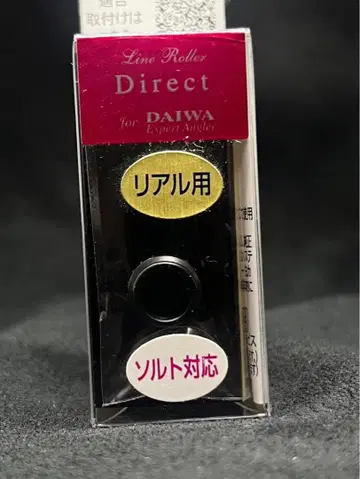 適合
取付けは
Line Roller
Direct
for DAIWA
Expert Angler
リアル用
ソルト対応